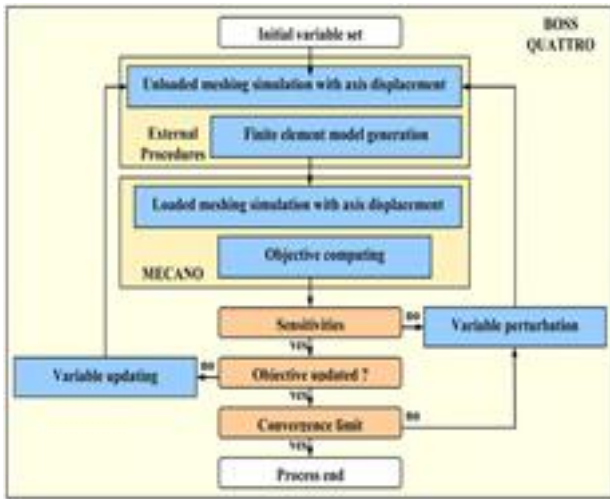 BOSS
QUATTRO
Initial variable set
Unloaded meshing simulation with axis displacement
External
Procedures
Finite element model generation
Loaded meshing simulation with axis displacement
Objective computing
MECANO
Sensitivities
no
Variable perturbation
yes
Variable updating
no
Objective updated ?
yes
Convergence limit
no
yes
Process end